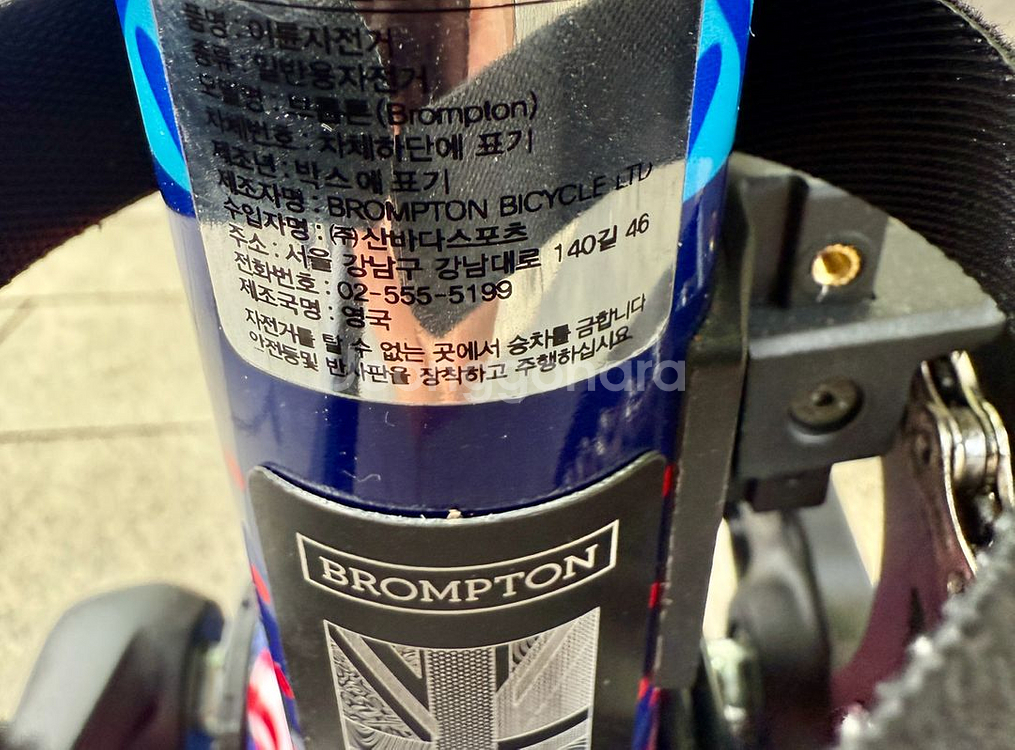 품명 : 이륜자전거
종류 : 일반용자전거
모델명 : 브롬톤(Brompton)
차체번호 : 차체하단에 표기
제조년 : 박스에 표기
제조자명 : BROMPTON BICYCLE LTD
수입자명 : (주)산바다스포츠
주소 : 서울 강남구 강남대로 140길 46
전화번호 : 02-555-5199
제조국명 : 영국
자전거를 탈 수 없는 곳에서 승차를 금합니다
안전등및 반사판을 장착하고 주행하십시요
BROMPTON